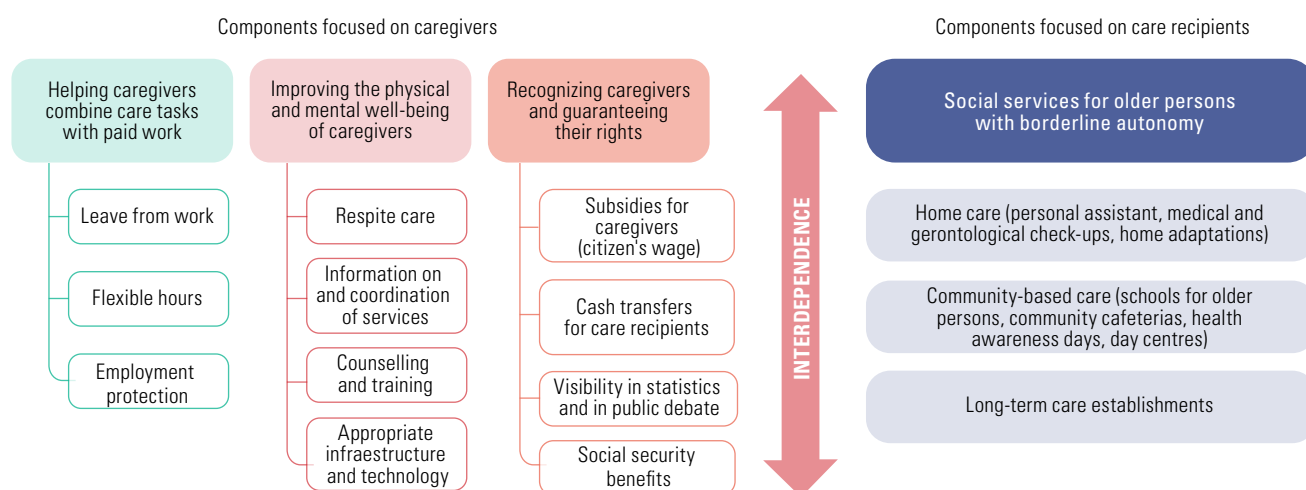 Components focused on caregivers
Components focused on care recipients
Helping caregivers
combine care tasks
with paid work
Leave from work
Flexible hours
Employment
protection
Improving the physical
and mental well-being
of caregivers
Respite care
Information on
and coordination
of services
Counselling
and training
Appropriate
infraestructure
and technology
Recognizing caregivers
and guaranteeing
their rights
Subsidies for
caregivers
(citizen's wage)
Cash transfers
for care recipients
Visibility in statistics
and in public debate
Social security
benefits
INTERDEPENDENCE
Social services for older persons
with borderline autonomy
Home care (personal assistant, medical and
gerontological check-ups, home adaptations)
Community-based care (schools for older
persons, community cafeterias, health
awareness days, day centres)
Long-term care establishments